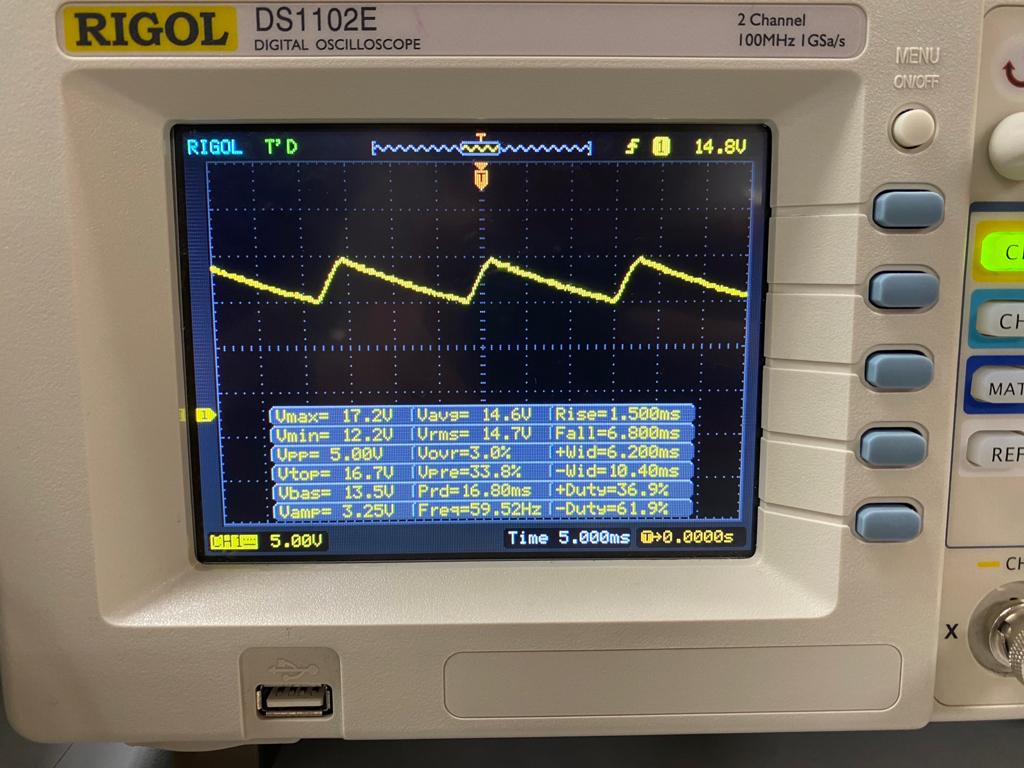 RIGOL DS1102E
DIGITAL OSCILLOSCOPE
2 Channel
100MHz 1GSa/s
MENU
ON/OFF
RIGOL T'D T 1 14.8V
T
1
Vmax= 17.2V Vavg= 14.6V Rise=1.500ms
Vmin= 12.2V Vrms= 14.7V Fall=6.800ms
Vpp= 5.00V Vovr=3.0% +Wid=6.200ms
Vtop= 16.7V Vpre=33.8% -Wid=10.40ms
Vbas= 13.5V Prd=16.80ms +Duty=36.9%
Vamp= 3.25V Freq=59.52Hz -Duty=61.9%
CH1 5.00V Time 5.000ms T→0.0000s
C
CH
MAT
REF
CH
X